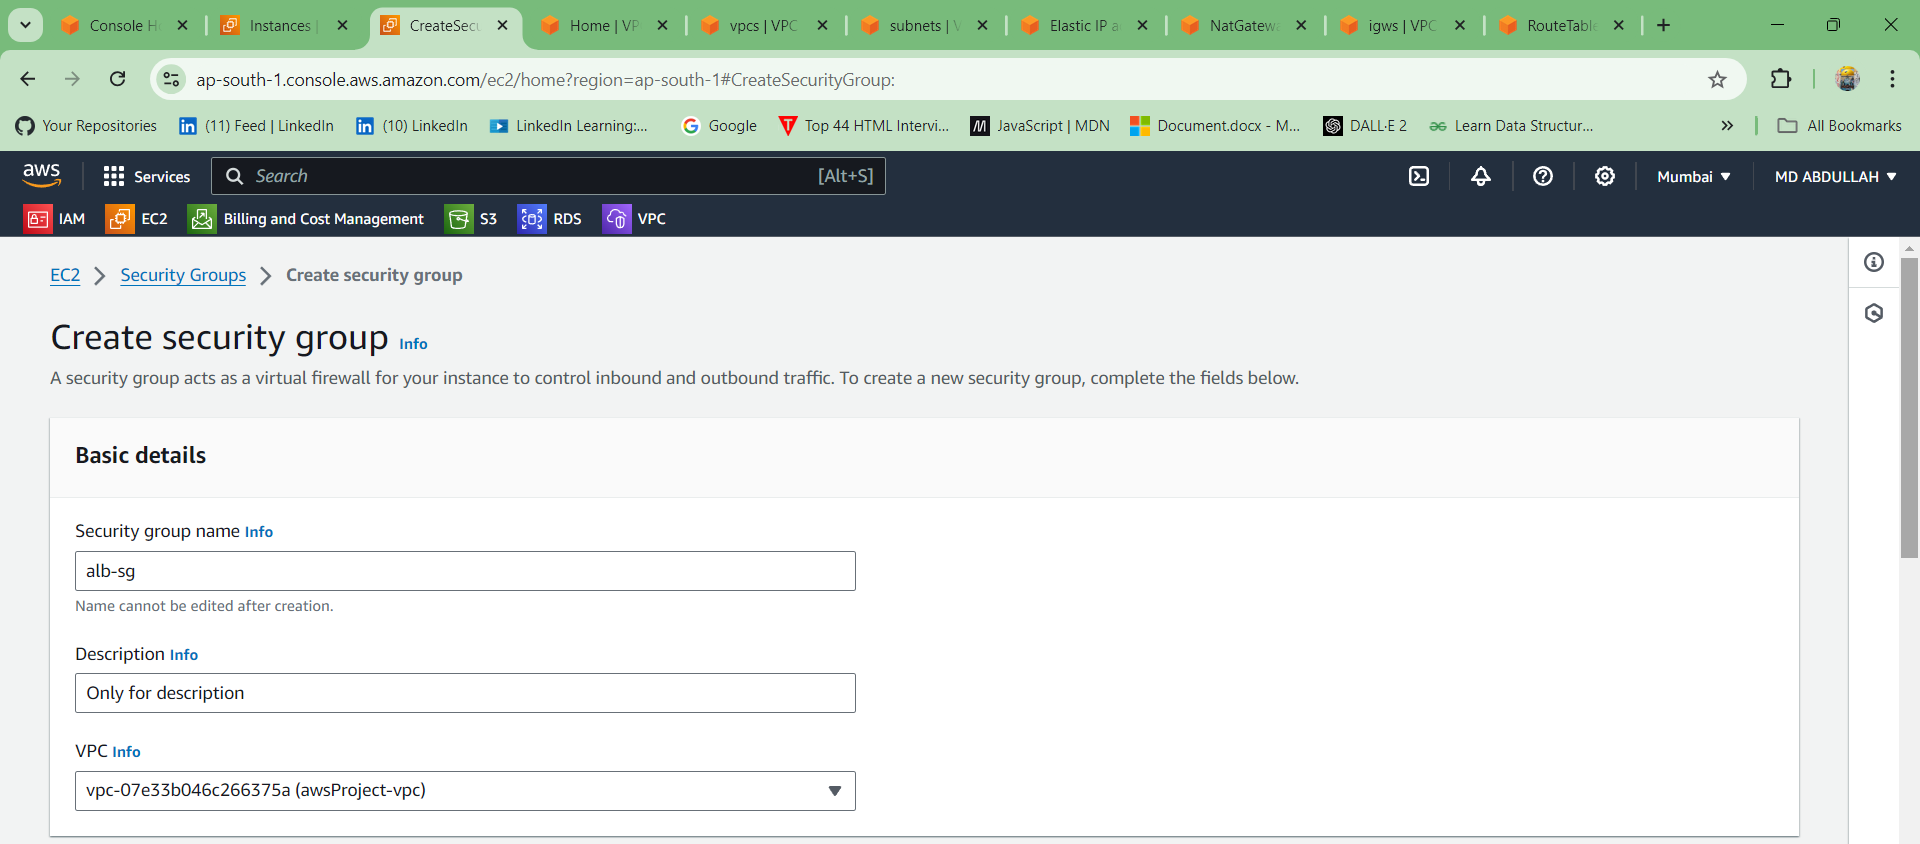 Console H
Instances |
CreateSecu
Home | VP
vpcs | VPC
subnets | V
Elastic IP a
NatGatewa
igws | VPC
RouteTable
ap-south-1.console.aws.amazon.com/ec2/home?region=ap-south-1#CreateSecurityGroup:
Your Repositories
(11) Feed | LinkedIn
(10) LinkedIn
LinkedIn Learning:...
Google
Top 44 HTML Intervi...
JavaScript | MDN
Document.docx - M...
DALL·E 2
Learn Data Structur...
All Bookmarks
aws
Services
Search
[Alt+S]
Mumbai
MD ABDULLAH
IAM
EC2
Billing and Cost Management
S3
RDS
VPC
EC2 > Security Groups > Create security group
Create security group Info
A security group acts as a virtual firewall for your instance to control inbound and outbound traffic. To create a new security group, complete the fields below.
Basic details
Security group name Info
alb-sg
Name cannot be edited after creation.
Description Info
Only for description
VPC Info
vpc-07e33b046c266375a (awsProject-vpc)